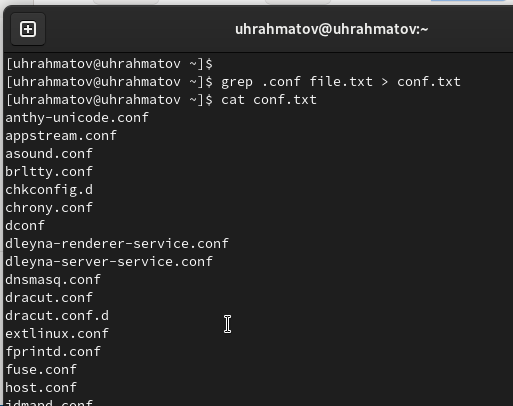 uhrahmatov@uhrahmatov:~
[uhrahmatov@uhrahmatov ~]$
[uhrahmatov@uhrahmatov ~]$ grep .conf file.txt > conf.txt
[uhrahmatov@uhrahmatov ~]$ cat conf.txt
anthy-unicode.conf
appstream.conf
asound.conf
brltty.conf
chkconfig.d
chrony.conf
dconf
dleyna-renderer-service.conf
dleyna-server-service.conf
dnsmasq.conf
dracut.conf
dracut.conf.d
extlinux.conf
fprintd.conf
fuse.conf
host.conf
idmapd.conf